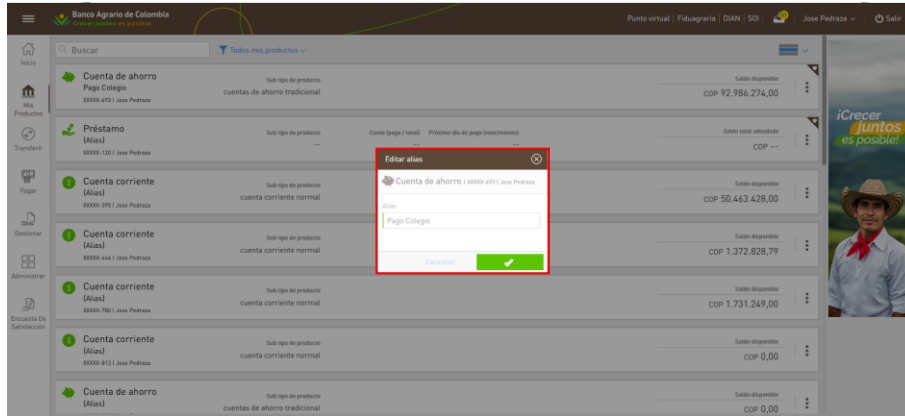 Banco Agrario de Colombia
Crecer juntos es posible
Punto virtual | Fiduagraria | DIAN | SOI
Jose Pedraza
Salir
Inicio
Mis Productos
Transferir
Pagar
Gestionar
Administrar
Encuesta De Satisfacción
Buscar
Todos mis productos
Cuenta de ahorro
Pago Colegio
XXXXX-693 | Jose Pedraza
Sub tipo de producto
cuentas de ahorro tradicional
Saldo disponible
COP 92.986.274,00
Préstamo
(Alias)
XXXXX-120 | Jose Pedraza
Sub tipo de producto
--
Cuota (paga / total)
--
Próximo día de pago (vencimiento)
--
Saldo total adeudado
COP --
Cuenta corriente
(Alias)
XXXXX-395 | Jose Pedraza
Sub tipo de producto
cuenta corriente normal
Saldo disponible
COP 50.463.428,00
Cuenta corriente
(Alias)
XXXXX-466 | Jose Pedraza
Sub tipo de producto
cuenta corriente normal
Saldo disponible
COP 1.372.828,79
Cuenta corriente
(Alias)
XXXXX-780 | Jose Pedraza
Sub tipo de producto
cuenta corriente normal
Saldo disponible
COP 1.731.249,00
Cuenta corriente
(Alias)
XXXXX-813 | Jose Pedraza
Sub tipo de producto
cuenta corriente normal
Saldo disponible
COP 0,00
Cuenta de ahorro
(Alias)
Sub tipo de producto
cuentas de ahorro tradicional
Saldo disponible
COP 0,00
Editar alias
Cuenta de ahorro | XXXXX-693 | Jose Pedraza
Alias
Pago Colegio
Cancelar
¡Crecer
juntos
es posible!